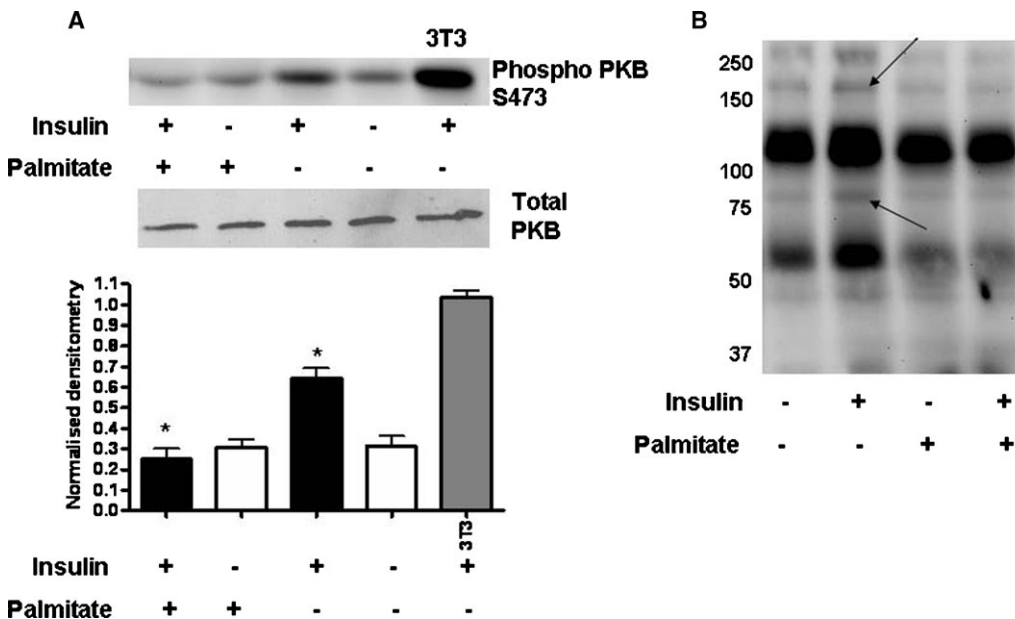 A
3T3
Phospho PKB
S473
Insulin + - + - +
Palmitate + + - - -
Total
PKB
Normalised densitometry
1.1
1.0
0.9
0.8
0.7
0.6
0.5
0.4
0.3
0.2
0.1
0.0
*
*
3T3
Insulin + - + - +
Palmitate + + - - -
B
250
150
100
75
50
37
Insulin - + - +
Palmitate - - + +